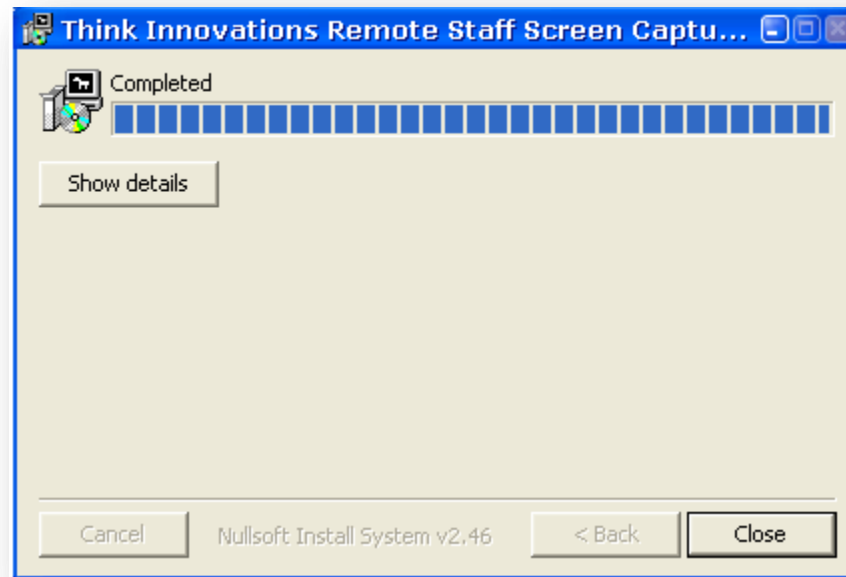 Think Innovations Remote Staff Screen Captu...
Completed
Show details
Cancel
Nullsoft Install System v2.46
< Back
Close